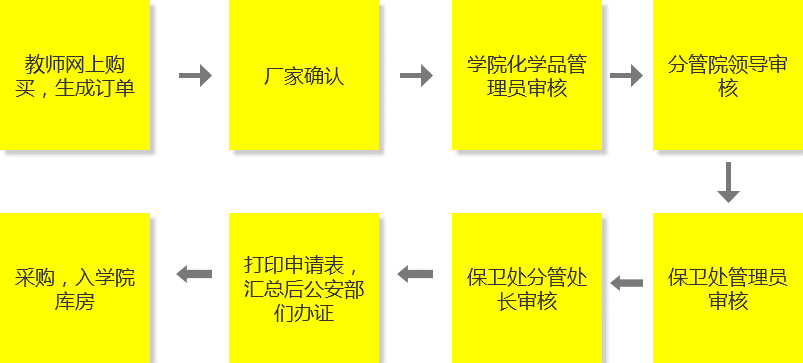 教师网上购
买，生成订单
厂家确认
学院化学品管
理员审核
分管院领导审
核
保卫处管理员
审核
保卫处分管处
长审核
打印申请表，
汇总后公安部
们办证
采购，入学院
库房